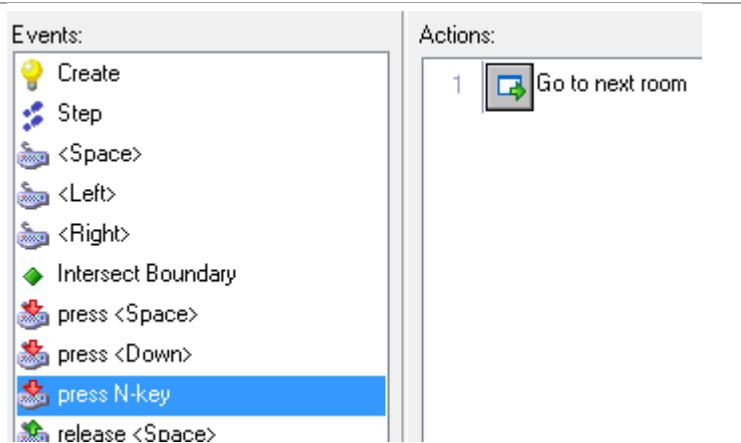 Events:
Create
Step
<Space>
<Left>
<Right>
Intersect Boundary
press <Space>
press <Down>
press N-key
release <Space>
Actions:
1 Go to next room